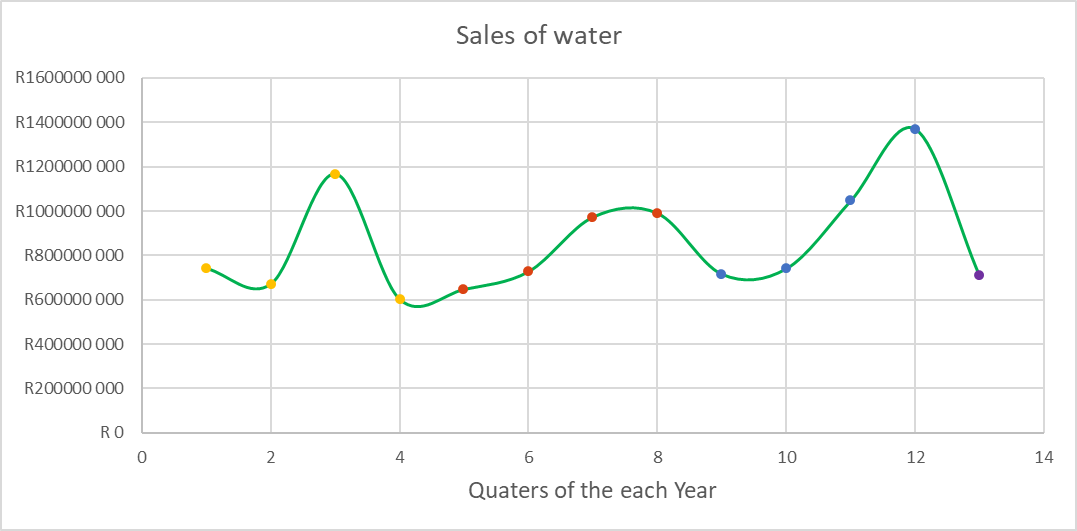 Sales of water
R1600000 000
R1400000 000
R1200000 000
R1000000 000
R800000 000
R600000 000
R400000 000
R200000 000
R 0
0 2 4 6 8 10 12 14
Quaters of the each Year